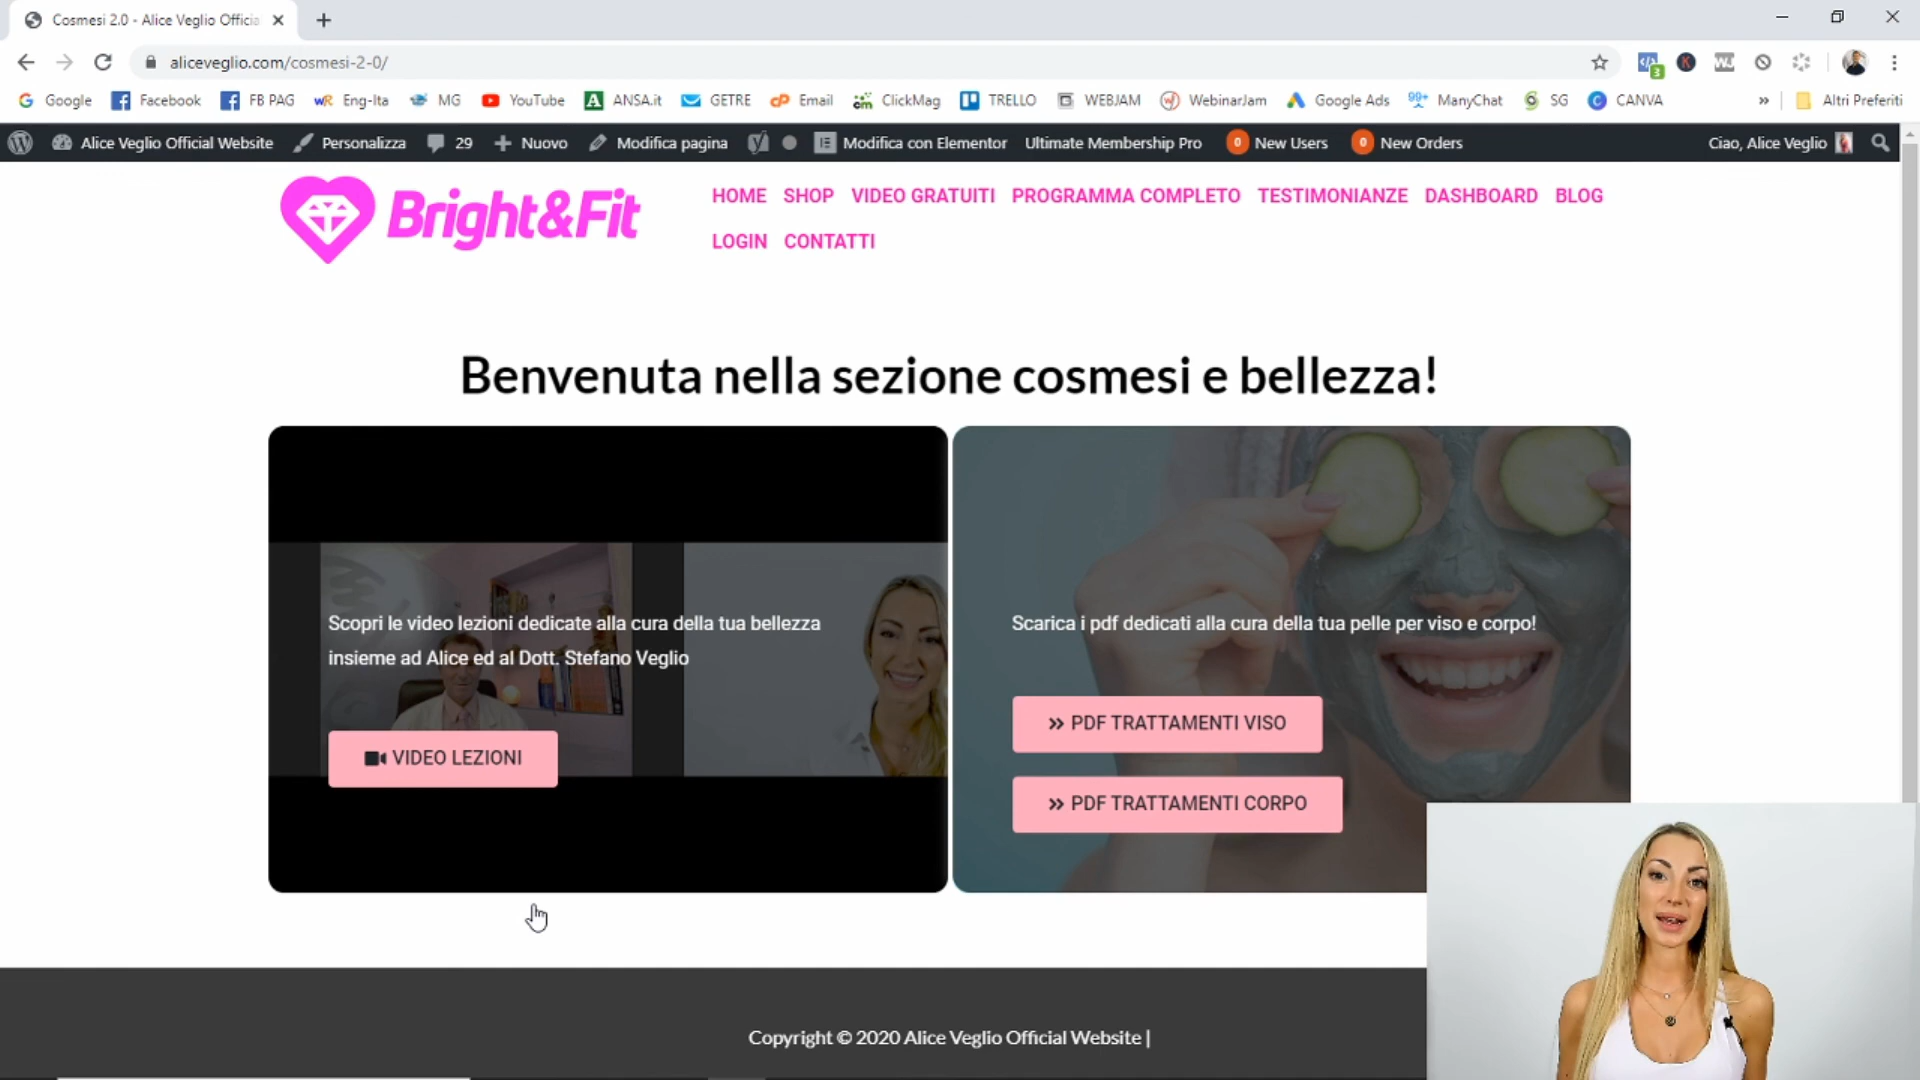 Cosmesi 2.0 - Alice Veglio Officia
aliceveglio.com/cosmesi-2-0/
3
K
WJ
Google Facebook FB PAG wR Eng-Ita MG YouTube A ANSA.it GETRE cP Email cm ClickMag TRELLO WEBJAM WebinarJam Google Ads 99+ ManyChat SG C CANVA » Altri Preferiti
Alice Veglio Official Website Personalizza 29 Nuovo Modifica pagina Modifica con Elementor Ultimate Membership Pro 0 New Users 0 New Orders Ciao, Alice Veglio
Bright&Fit
HOME SHOP VIDEO GRATUITI PROGRAMMA COMPLETO TESTIMONIANZE DASHBOARD BLOG
LOGIN CONTATTI
Benvenuta nella sezione cosmesi e bellezza!
Scopri le video lezioni dedicate alla cura della tua bellezza
insieme ad Alice ed al Dott. Stefano Veglio
VIDEO LEZIONI
Scarica i pdf dedicati alla cura della tua pelle per viso e corpo!
» PDF TRATTAMENTI VISO
» PDF TRATTAMENTI CORPO
Copyright © 2020 Alice Veglio Official Website |